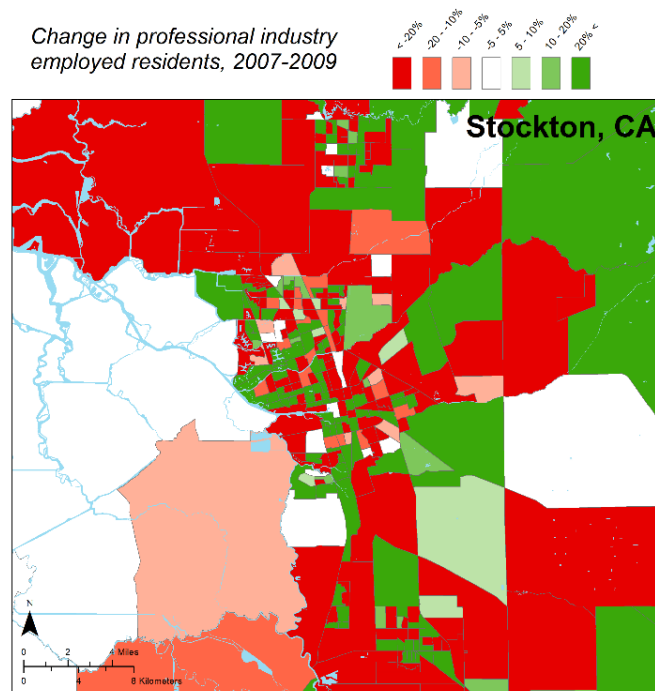 Change in professional industry
employed residents, 2007-2009
< -20%
-20 - -10%
-10 - -5%
-5 - 5%
5 - 10%
10 - 20%
20% <
Stockton, CA
N
0 2 4 Miles
0 4 8 Kilometers